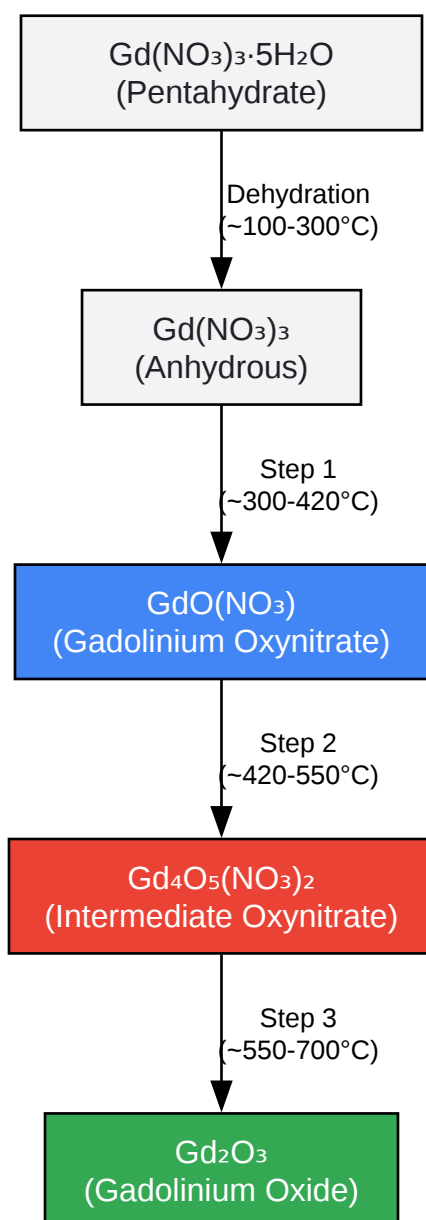 Gd(NO₃)₃·5H₂O
(Pentahydrate)
Dehydration
(~100-300°C)
Gd(NO₃)₃
(Anhydrous)
Step 1
(~300-420°C)
GdO(NO₃)
(Gadolinium Oxynitrate)
Step 2
(~420-550°C)
Gd₄O₅(NO₃)₂
(Intermediate Oxynitrate)
Step 3
(~550-700°C)
Gd₂O₃
(Gadolinium Oxide)